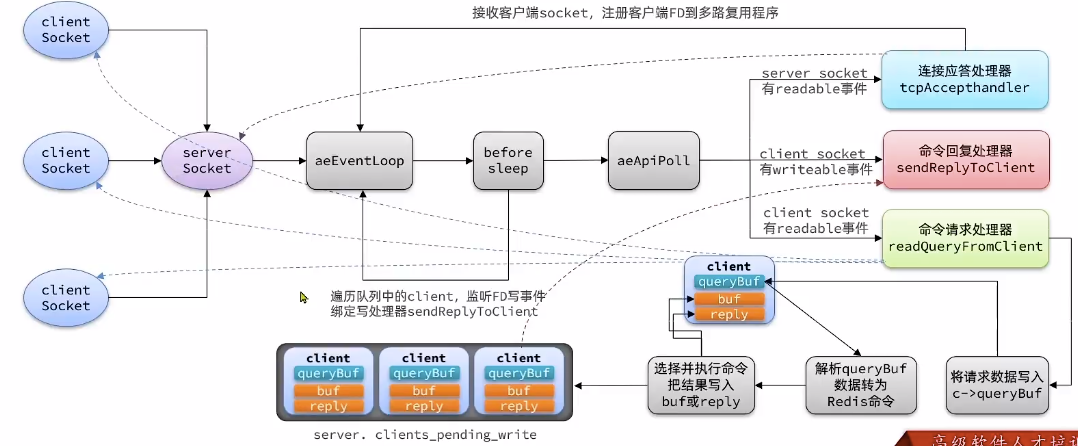 接收客户端socket，注册客户端FD到多路复用程序
client
Socket
client
Socket
client
Socket
server
Socket
aeEventLoop
before
sleep
aeApiPoll
server socket
有readable事件
连接应答处理器
tcpAccepthandler
client socket
有writeable事件
命令回复处理器
sendReplyToClient
client socket
有readable事件
命令请求处理器
readQueryFromClient
遍历队列中的client，监听FD写事件
绑定写处理器sendReplyToClient
client
queryBuf
buf
reply
client
queryBuf
buf
reply
client
queryBuf
buf
reply
client
queryBuf
buf
reply
server. clients_pending_write
选择并执行命令
把结果写入
buf或reply
解析queryBuf
数据转为
Redis命令
将请求数据写入
c->queryBuf
高级软件人才培训